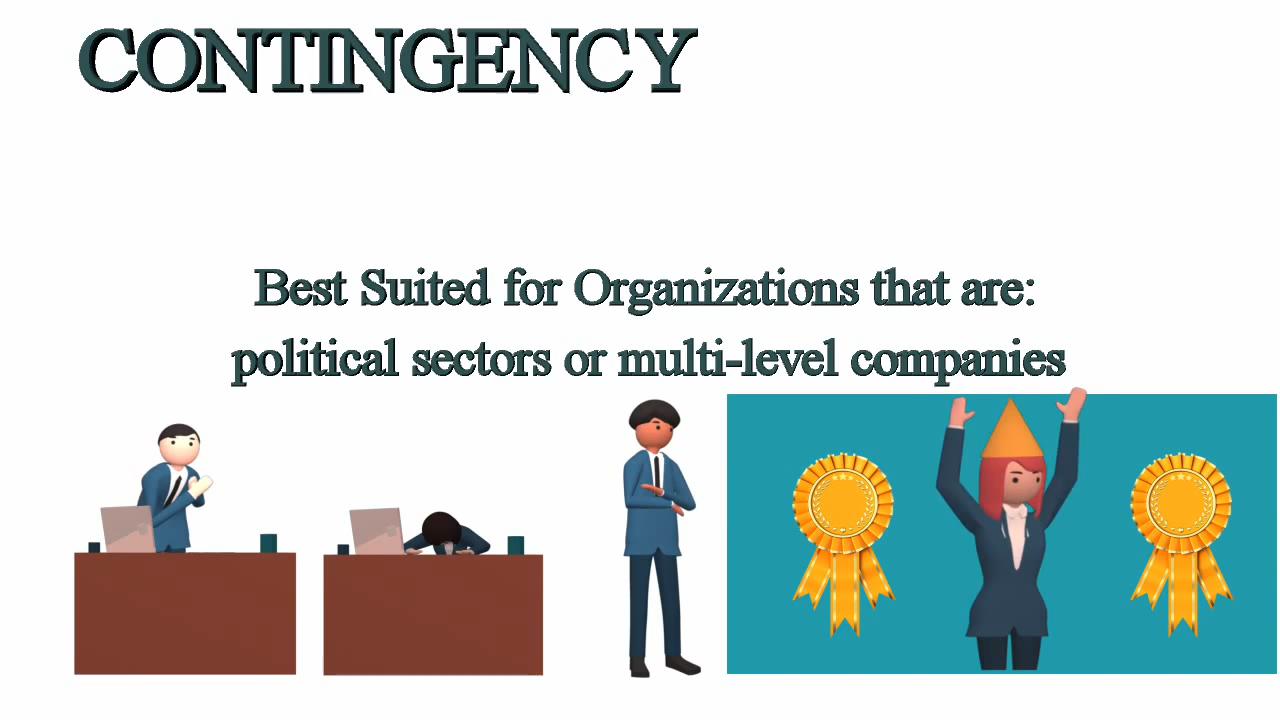 CONTINGENCY
Best Suited for Organizations that are:
political sectors or multi-level companies